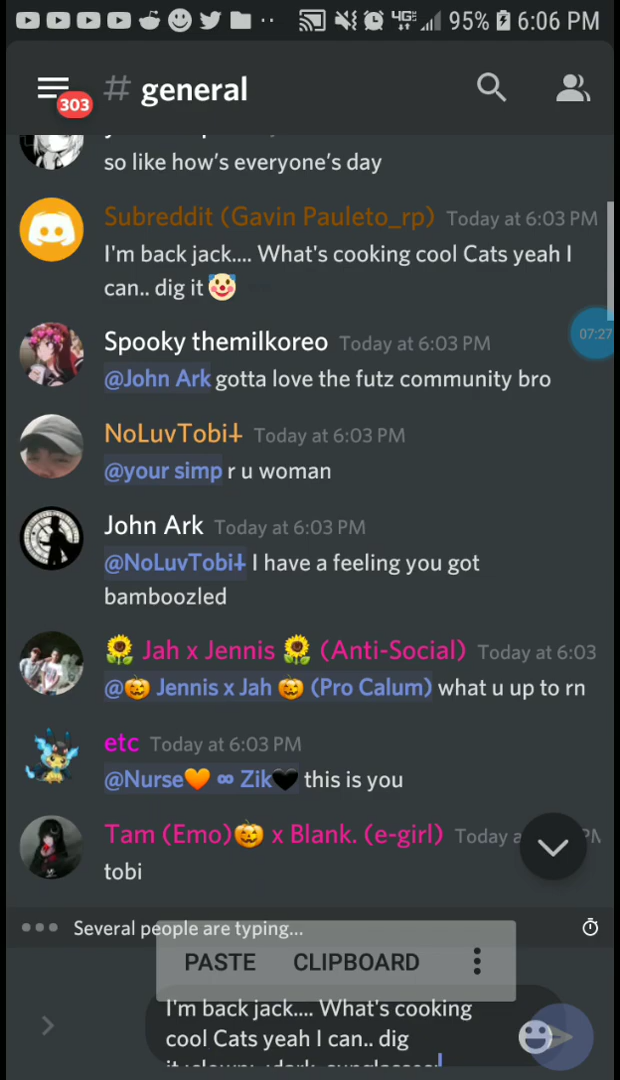 95% 6:06 PM
303
# general
so like how's everyone's day
Subreddit (Gavin Pauleto_rp) Today at 6:03 PM
I'm back jack.... What's cooking cool Cats yeah I
can.. dig it 🤡
07:27
Spooky themilkoreo Today at 6:03 PM
@John Ark gotta love the futz community bro
NoLuvTobi⸸ Today at 6:03 PM
@your simp r u woman
John Ark Today at 6:03 PM
@NoLuvTobi⸸ I have a feeling you got
bamboozled
🌻 Jah x Jennis 🌻 (Anti-Social) Today at 6:03
@🎃 Jennis x Jah 🎃 (Pro Calum) what u up to rn
etc Today at 6:03 PM
@Nurse🧡 ∞ Zik🖤 this is you
Tam (Emo)🎃 x Blank. (e-girl) Today
tobi
Several people are typing...
PASTE CLIPBOARD
I'm back jack.... What's cooking
cool Cats yeah I can.. dig